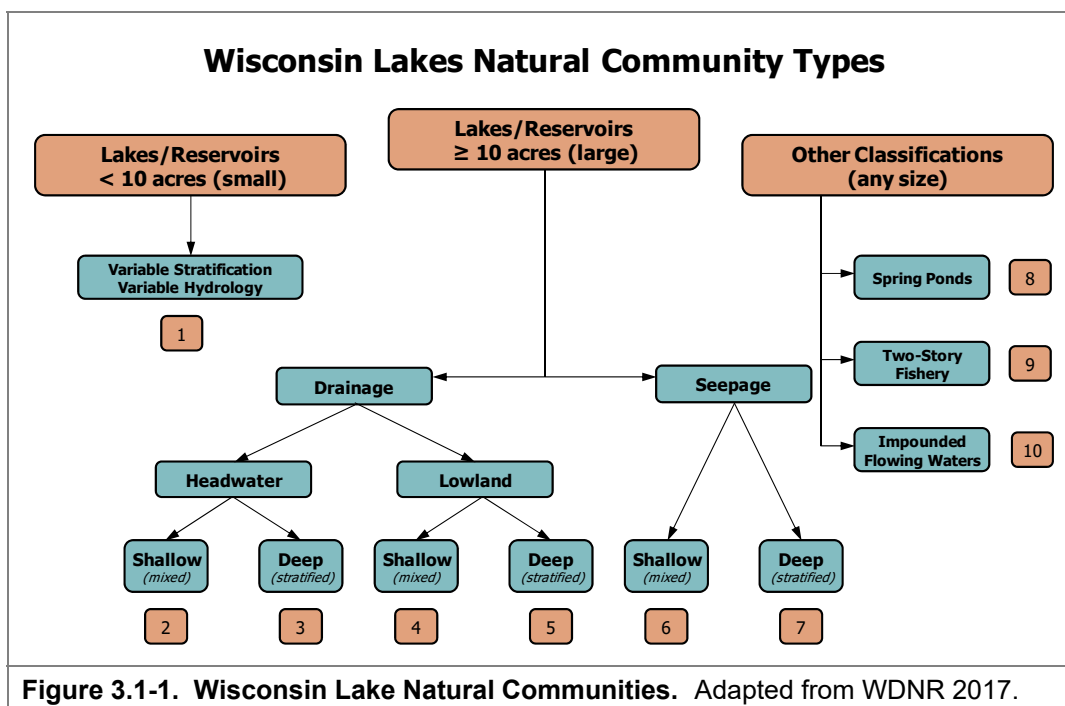 Wisconsin Lakes Natural Community Types
Lakes/Reservoirs
< 10 acres (small)
Lakes/Reservoirs
≥ 10 acres (large)
Other Classifications
(any size)
Variable Stratification
Variable Hydrology
1
Spring Ponds
8
Two-Story
Fishery
9
Impounded
Flowing Waters
10
Drainage
Seepage
Headwater
Lowland
Shallow
(mixed)
Deep
(stratified)
Shallow
(mixed)
Deep
(stratified)
Shallow
(mixed)
Deep
(stratified)
2
3
4
5
6
7
Figure 3.1-1. Wisconsin Lake Natural Communities. Adapted from WDNR 2017.